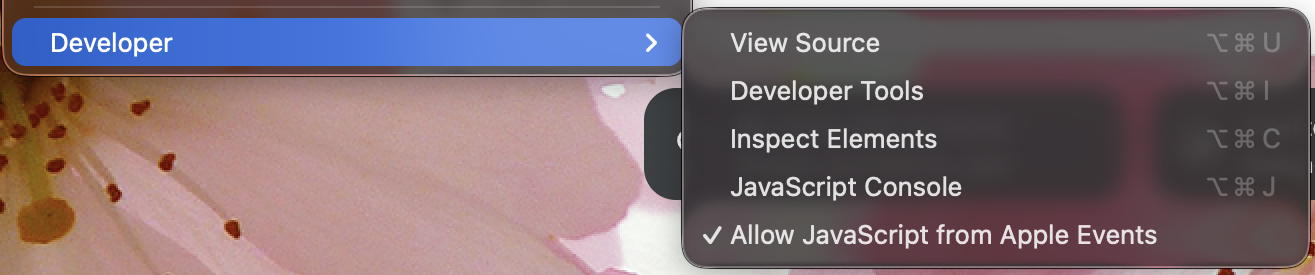 Developer
View Source ⌥⌘U
Developer Tools ⌥⌘I
Inspect Elements ⌥⌘C
JavaScript Console ⌥⌘J
✓ Allow JavaScript from Apple Events